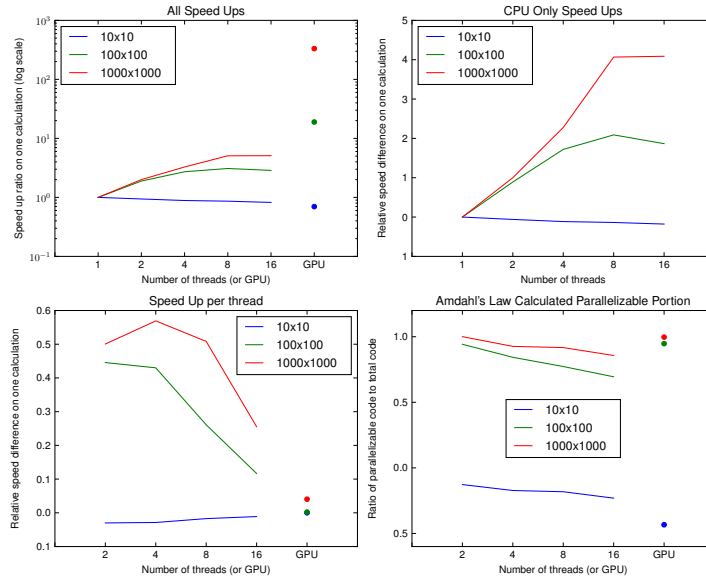 All Speed Ups
Speed up ratio on one calculation (log scale)
10^3
10^2
10^1
10^0
10^−1
10x10
100x100
1000x1000
1
2
4
8
16
GPU
Number of threads (or GPU)
CPU Only Speed Ups
Relative speed difference on one calculation
5
4
3
2
1
0
1
10x10
100x100
1000x1000
1
2
4
8
16
Number of threads
Speed Up per thread
Relative speed difference on one calculation
0.6
0.5
0.4
0.3
0.2
0.1
0.0
0.1
10x10
100x100
1000x1000
2
4
8
16
GPU
Number of threads (or GPU)
Amdahl's Law Calculated Parallelizable Portion
Ratio of parallelizable code to total code
1.0
0.5
0.0
0.5
10x10
100x100
1000x1000
2
4
8
16
GPU
Number of threads (or GPU)